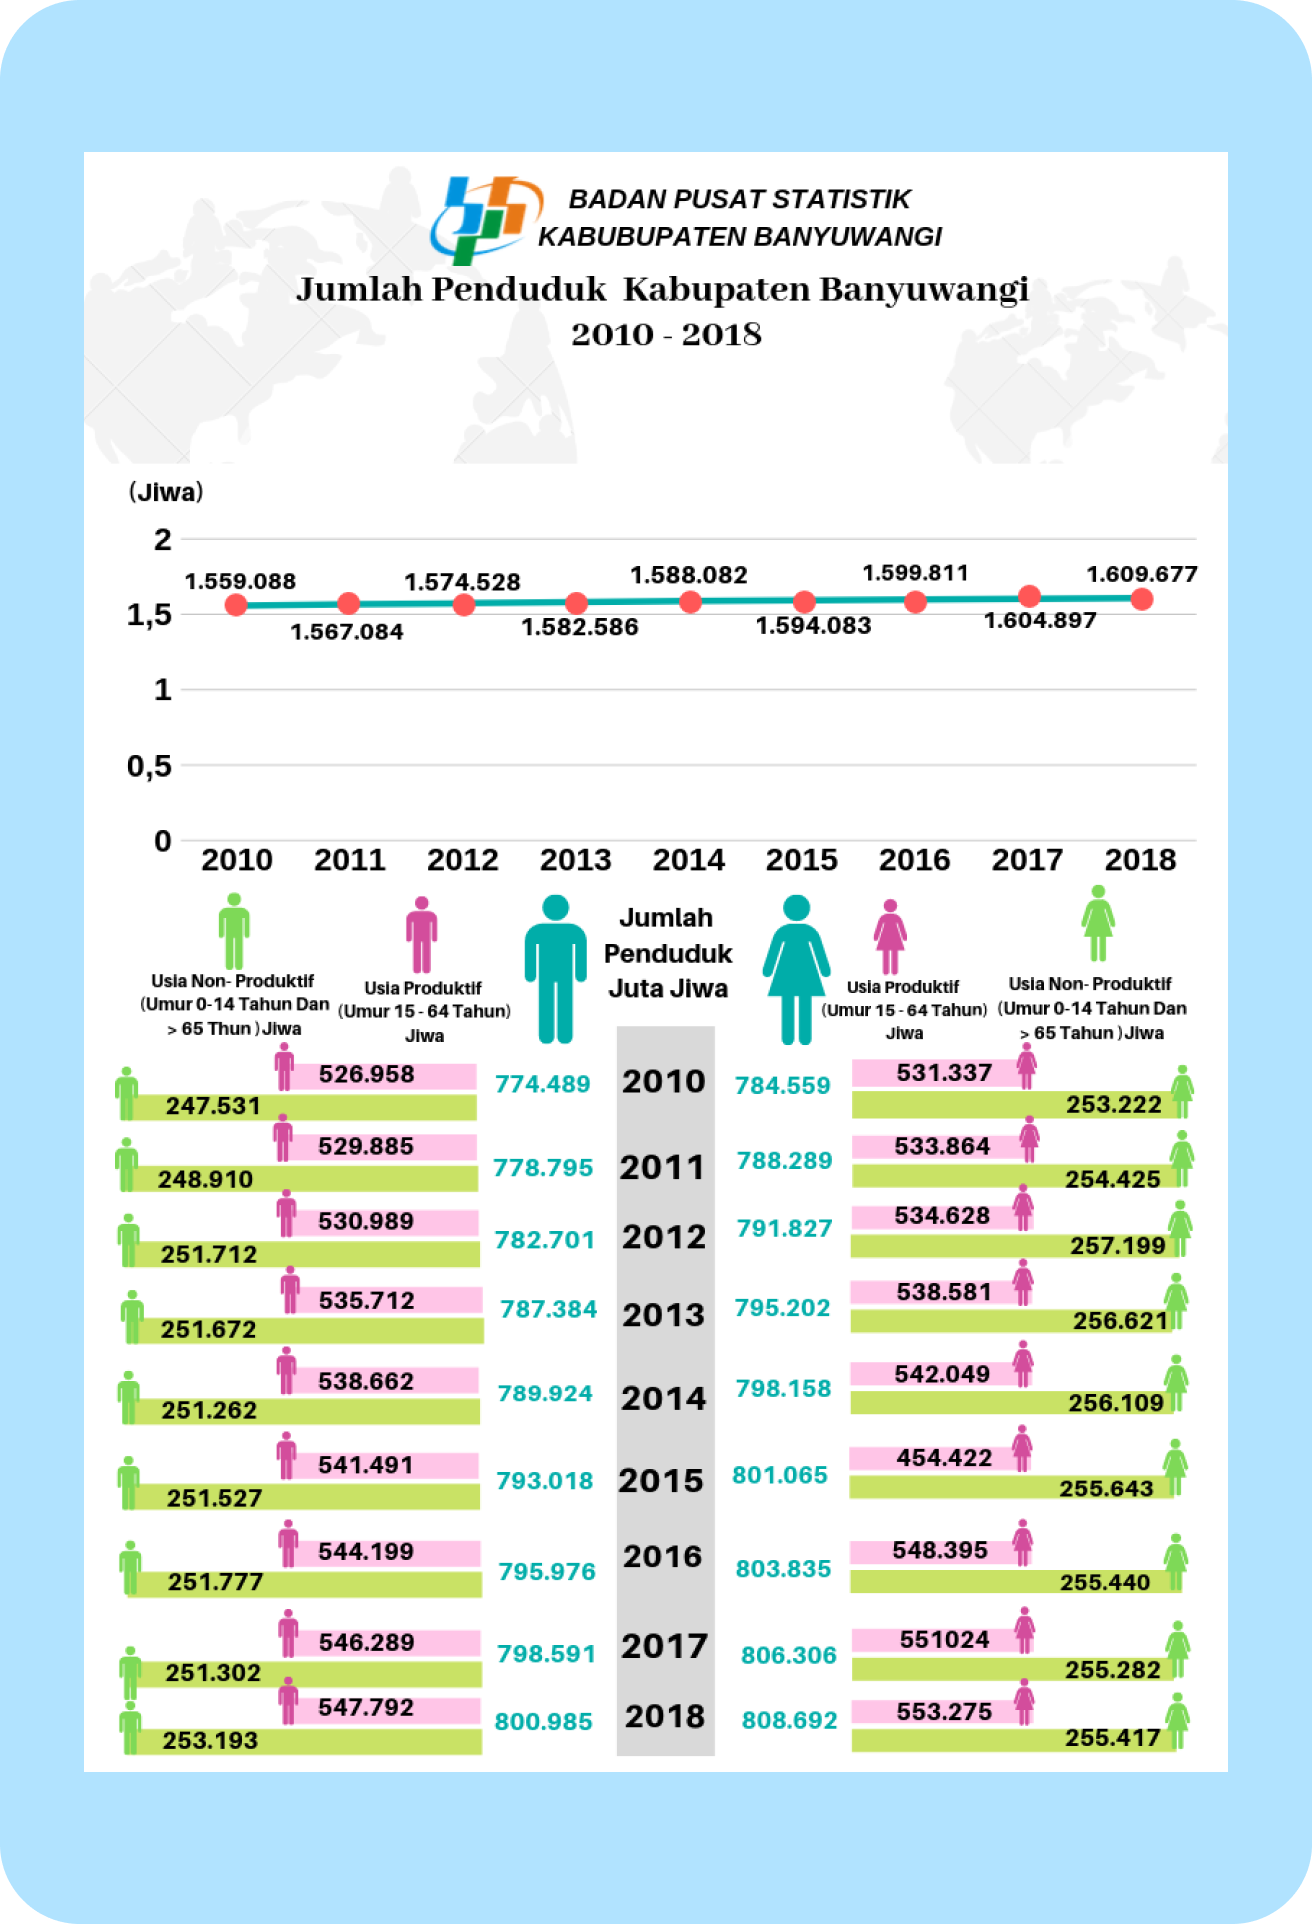 BADAN PUSAT STATISTIK
KABUBUPATEN BANYUWANGI
Jumlah Penduduk Kabupaten Banyuwangi
2010 - 2018
(Jiwa)
2
1.559.088 1.574.528 1.588.082 1.599.811 1.609.677
1,5
1.567.084 1.582.586 1.594.083 1.604.897
1
0,5
0
2010 2011 2012 2013 2014 2015 2016 2017 2018
Usia Non- Produktif
(Umur 0-14 Tahun Dan
> 65 Thun ) Jiwa
Usia Produktif
(Umur 15 - 64 Tahun)
Jiwa
Jumlah
Penduduk
Juta Jiwa
Usia Produktif
(Umur 15 - 64 Tahun)
Jiwa
Usia Non- Produktif
(Umur 0-14 Tahun Dan
> 65 Tahun ) Jiwa
526.958 774.489 2010 784.559 531.337
247.531 253.222
529.885 778.795 2011 788.289 533.864
248.910 254.425
530.989 782.701 2012 791.827 534.628
251.712 257.199
535.712 787.384 2013 795.202 538.581
251.672 256.621
538.662 789.924 2014 798.158 542.049
251.262 256.109
541.491 793.018 2015 801.065 454.422
251.527 255.643
544.199 795.976 2016 803.835 548.395
251.777 255.440
546.289 798.591 2017 806.306 551024
251.302 255.282
547.792 800.985 2018 808.692 553.275
253.193 255.417